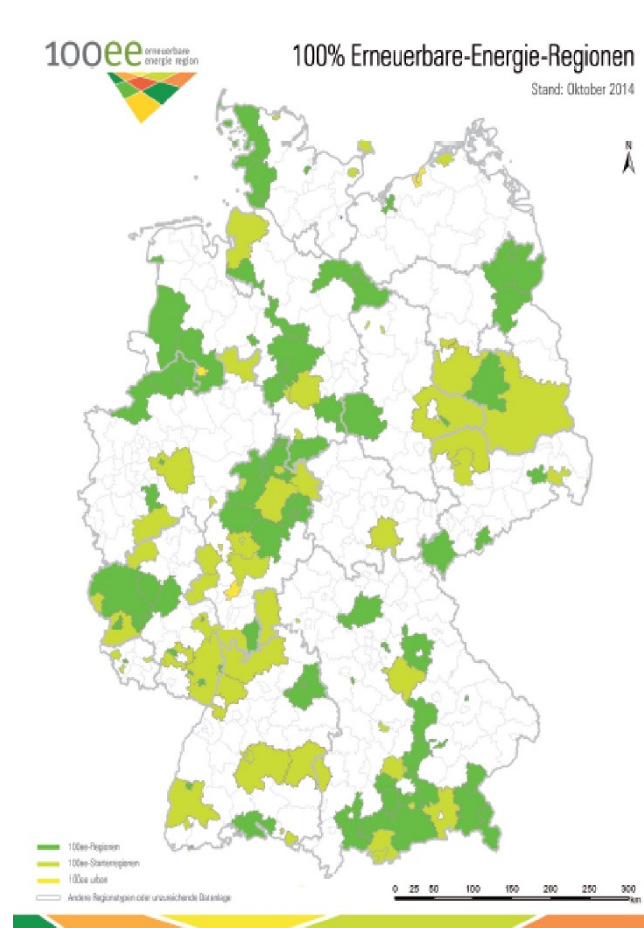 100ee erneuerbare
energie region
100% Erneuerbare-Energie-Regionen
Stand: Oktober 2014
N
100ee-Regionen
100ee-Starterregionen
100ee urban
Andere Regionstypen oder unzureichende Datenlage
0 25 50 100 150 200 250 300
km